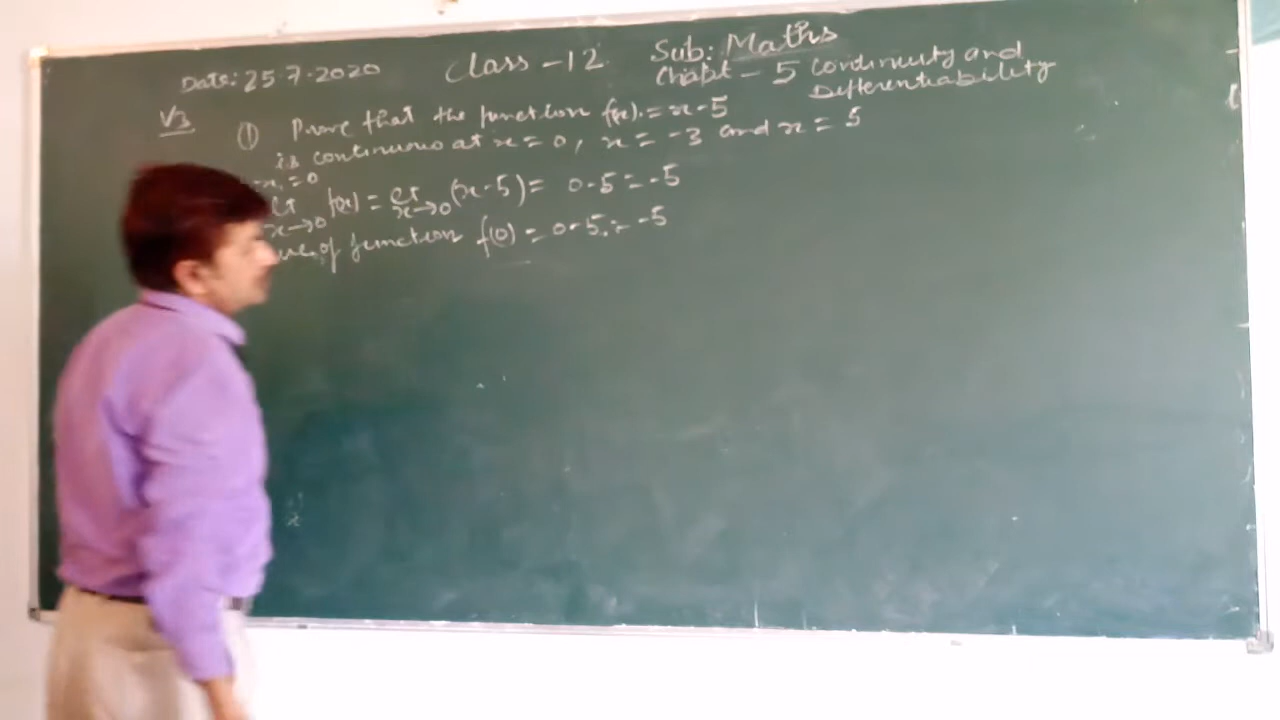 Date: 25-7-2020 Class - 12 Sub: Maths
Chapt - 5 Continuity and
Differentiability
V3 (1) Prove that the function f(x) = x-5
is continuous at x = 0, x = -3 and x = 5
x = 0
Lt f(x) = Lt (x-5) = 0-5 = -5
x→0 x→0
of function f(0) = 0-5 = -5